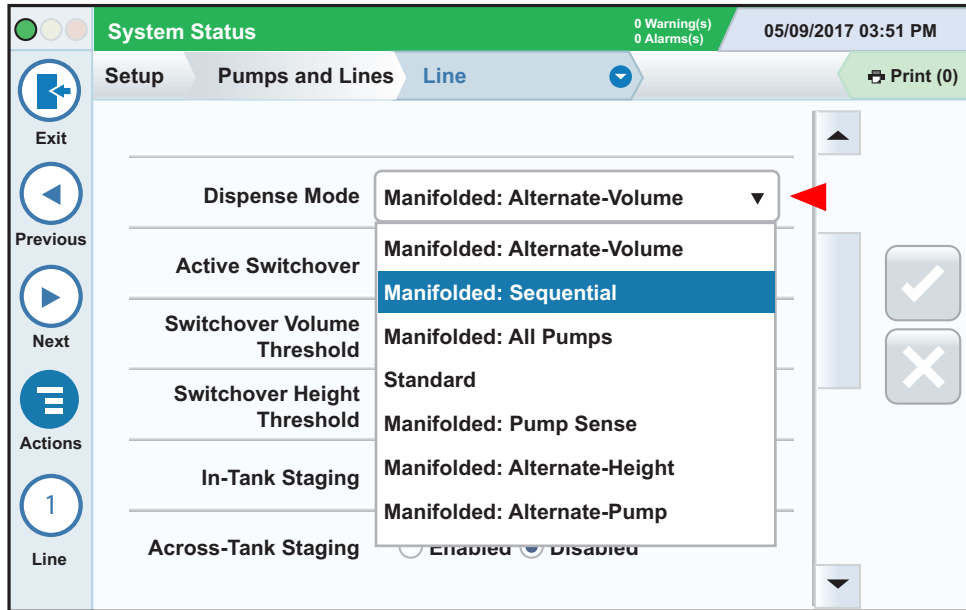 System Status
0 Warning(s)
0 Alarms(s)
05/09/2017 03:51 PM
Setup
Pumps and Lines
Line
Print (0)
Exit
Previous
Next
Actions
1
Line
Dispense Mode
Manifolded: Alternate-Volume
Manifolded: Alternate-Volume
Manifolded: Sequential
Manifolded: All Pumps
Standard
Manifolded: Pump Sense
Manifolded: Alternate-Height
Manifolded: Alternate-Pump
Active Switchover
Switchover Volume
Threshold
Switchover Height
Threshold
In-Tank Staging
Across-Tank Staging
Enabled
Disabled